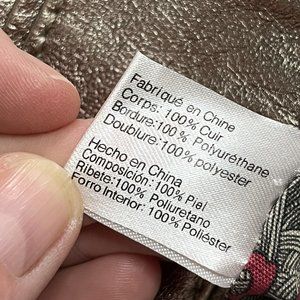 Fabriqué en Chine
Corps: 100% Cuir
Bordure:100% Polyuréthane
Doublure:100% polyester
Hecho en China
Composición: 100% Piel
Ribete:100% Poliuretano
Forro Interior: 100% Poliéster